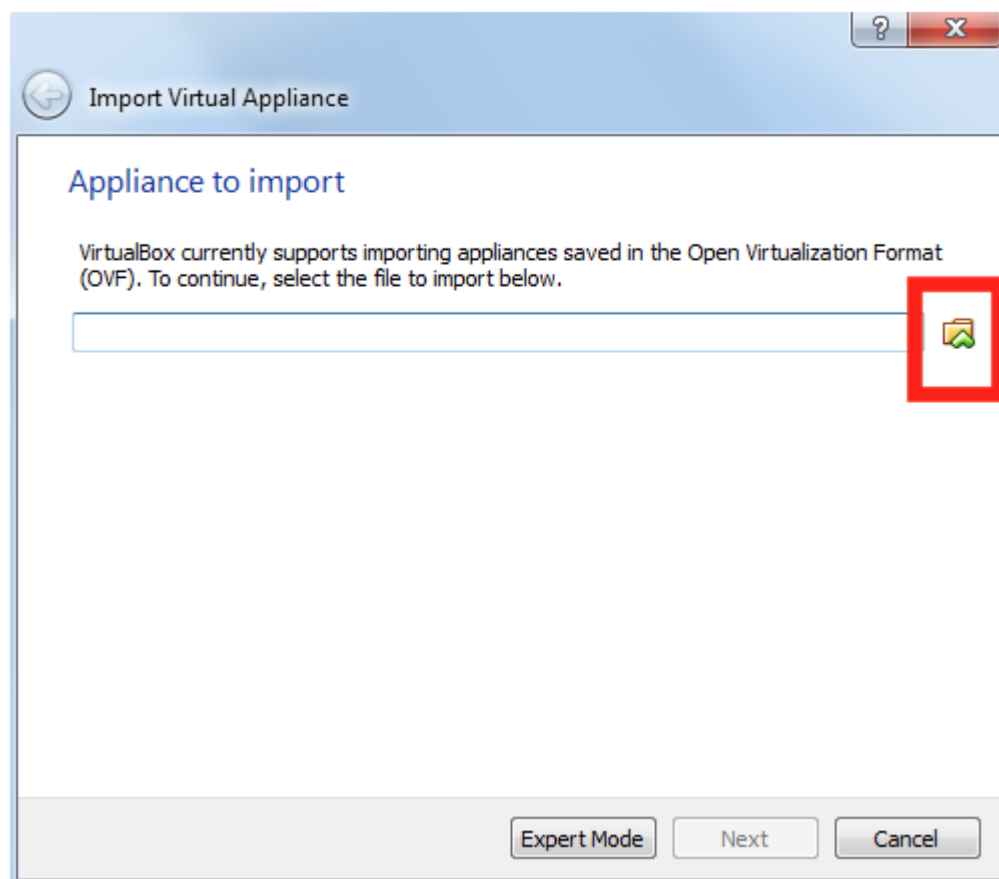 Import Virtual Appliance
Appliance to import
VirtualBox currently supports importing appliances saved in the Open Virtualization Format
(OVF). To continue, select the file to import below.
Expert Mode Next Cancel